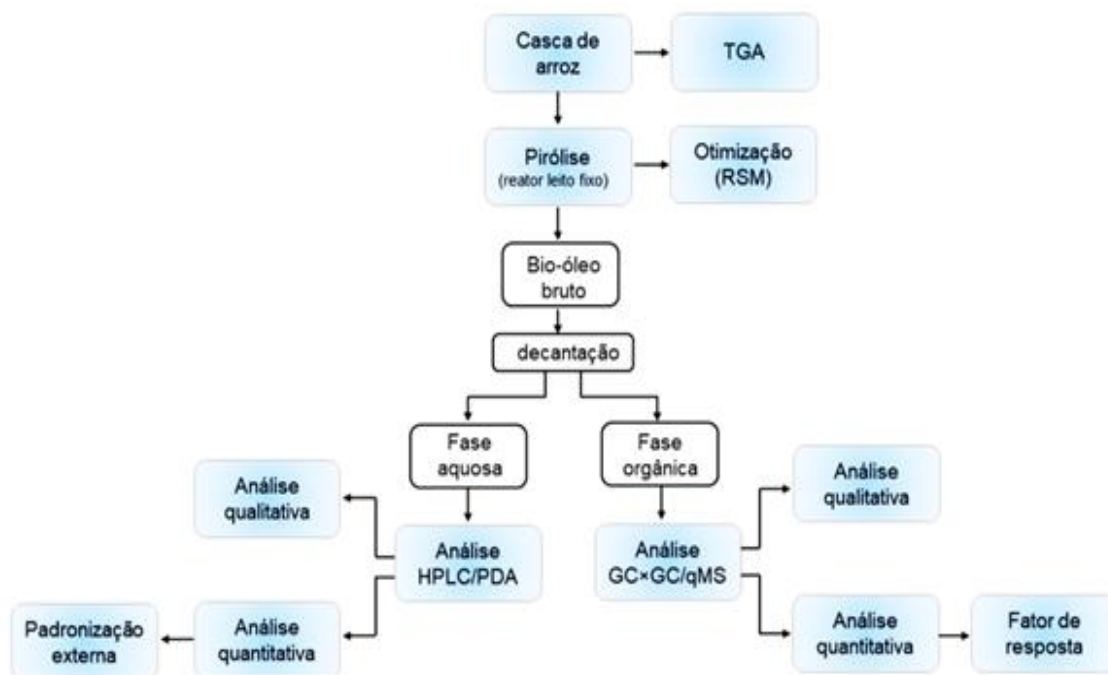 Casca de
arroz
TGA
Pirólise
(reator leito fixo)
Otimização
(RSM)
Bio-óleo
bruto
decantação
Fase
aquosa
Fase
orgânica
Análise
qualitativa
Análise
qualitativa
Análise
HPLC/PDA
Análise
GC×GC/qMS
Padronização
externa
Análise
quantitativa
Análise
quantitativa
Fator de
resposta